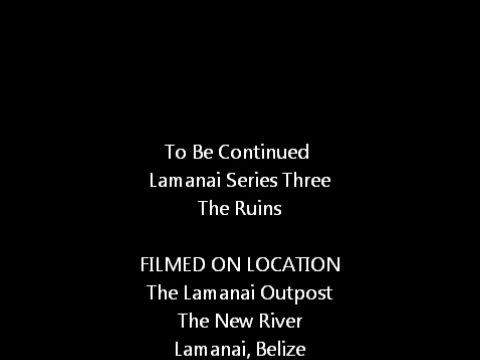 To Be Continued
Lamanai Series Three
The Ruins
FILMED ON LOCATION
The Lamanai Outpost
The New River
Lamanai, Belize